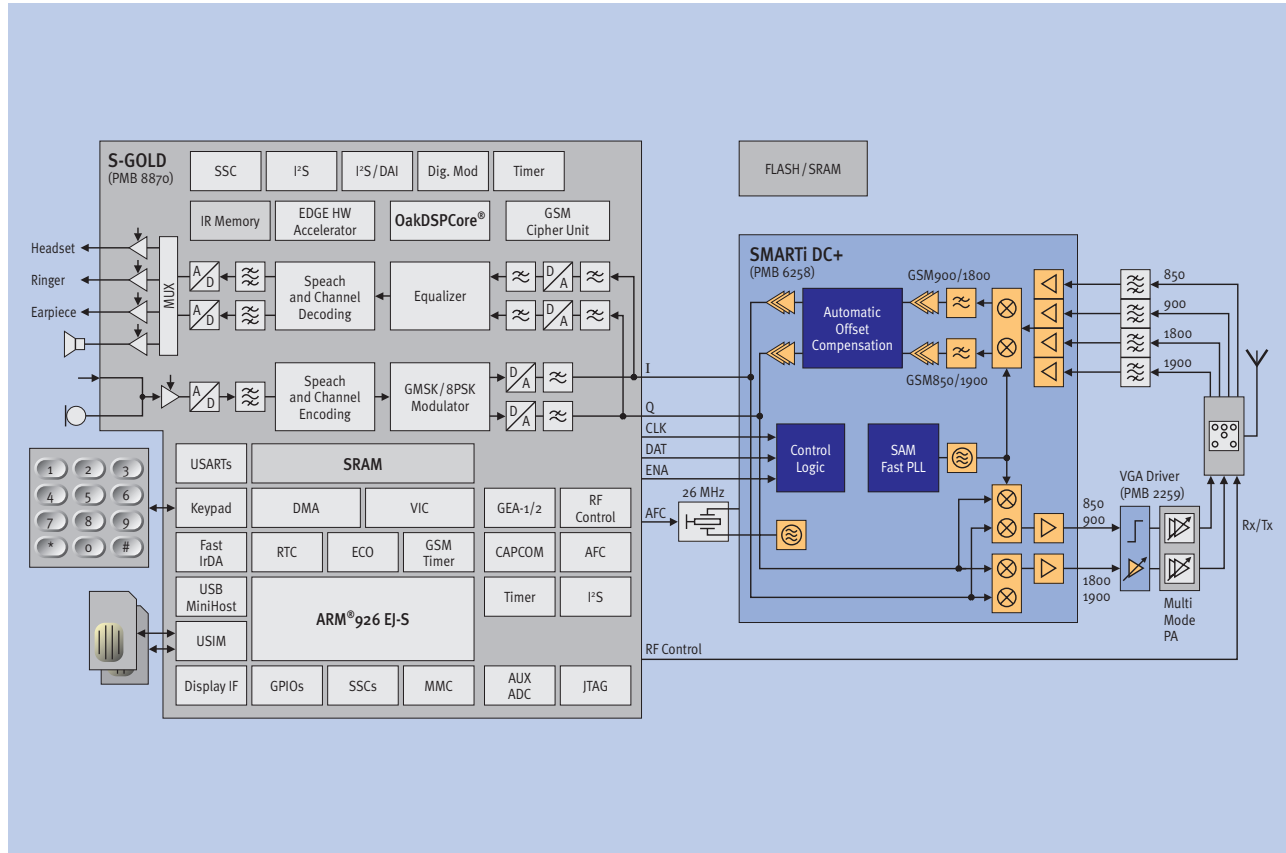 S-GOLD
(PMB 8870)
SSC
I²S
I²S/DAI
Dig. Mod
Timer
FLASH/SRAM
IR Memory
EDGE HW
Accelerator
OakDSPCore®
GSM
Cipher Unit
Headset
Ringer
Earpiece
MUX
A
D
A
D
Speach
and Channel
Decoding
Equalizer
D
A
D
A
A
D
Speach
and Channel
Encoding
GMSK/8PSK
Modulator
D
A
D
A
I
Q
CLK
DAT
ENA
AFC
26 MHz
RF Control
SMARTi DC+
(PMB 6258)
GSM900/1800
Automatic
Offset
Compensation
GSM850/1900
Control
Logic
SAM
Fast PLL
850
900
1800
1900
850
900
1800
1900
VGA Driver
(PMB 2259)
Multi
Mode
PA
Rx/Tx
1 2 3
4 5 6
7 8 9
* 0 #
USARTs
SRAM
Keypad
DMA
VIC
GEA-1/2
RF
Control
Fast
IrDA
RTC
ECO
GSM
Timer
CAPCOM
AFC
USB
MiniHost
ARM®926 EJ-S
Timer
I²S
USIM
Display IF
GPIOs
SSCs
MMC
AUX
ADC
JTAG